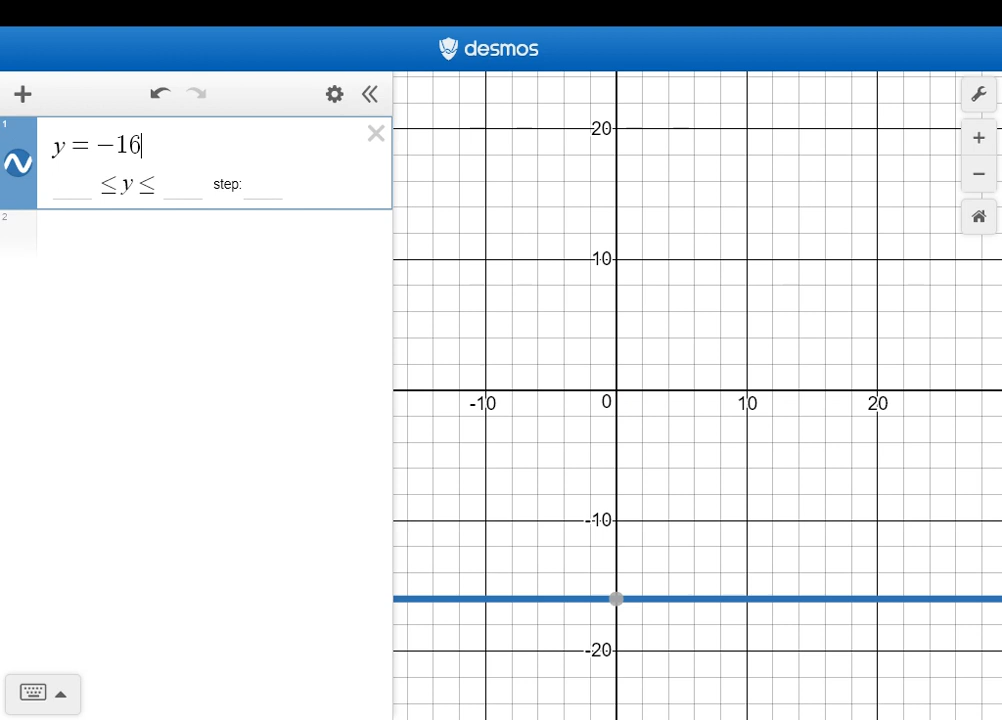 desmos
1
y = −16
≤ y ≤ step:
2
20
10
-10 0 10 20
-10
-20